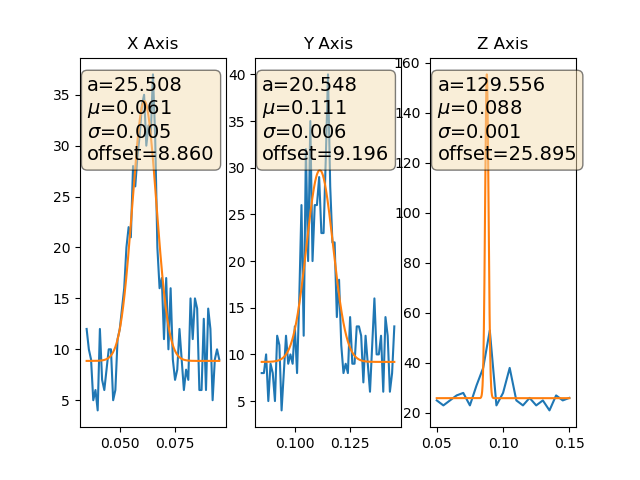 X Axis
Y Axis
Z Axis
a=25.508
μ=0.061
σ=0.005
offset=8.860
a=20.548
μ=0.111
σ=0.006
offset=9.196
a=129.556
μ=0.088
σ=0.001
offset=25.895
35
30
25
20
15
10
5
0.050
0.075
40
35
30
25
20
15
10
5
0.100
0.125
160
140
120
100
80
60
40
20
0.05
0.10
0.15